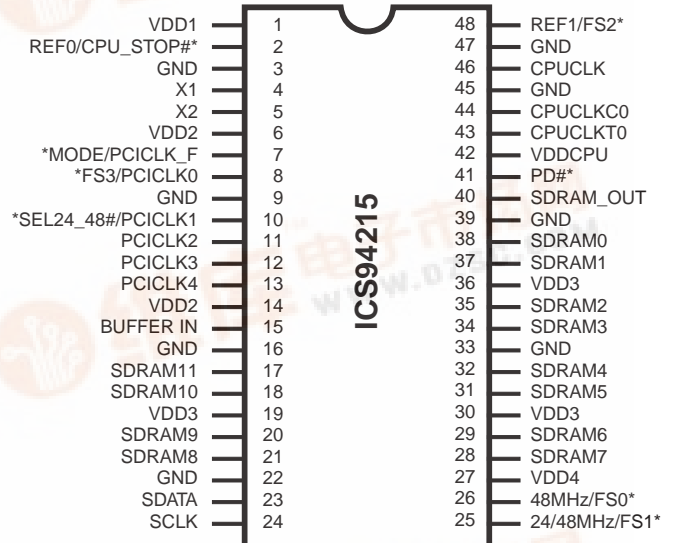 VDD1 1 48 REF1/FS2*
REF0/CPU_STOP#* 2 47 GND
GND 3 46 CPUCLK
X1 4 45 GND
X2 5 44 CPUCLKC0
VDD2 6 43 CPUCLKT0
*MODE/PCICLK_F 7 42 VDDCPU
*FS3/PCICLK0 8 41 PD#*
GND 9 40 SDRAM_OUT
*SEL24_48#/PCICLK1 10 39 GND
PCICLK2 11 38 SDRAM0
PCICLK3 12 37 SDRAM1
PCICLK4 13 36 VDD3
VDD2 14 35 SDRAM2
BUFFER IN 15 34 SDRAM3
GND 16 33 GND
SDRAM11 17 32 SDRAM4
SDRAM10 18 31 SDRAM5
VDD3 19 30 VDD3
SDRAM9 20 29 SDRAM6
SDRAM8 21 28 SDRAM7
GND 22 27 VDD4
SDATA 23 26 48MHz/FS0*
SCLK 24 25 24/48MHz/FS1*
ICS94215